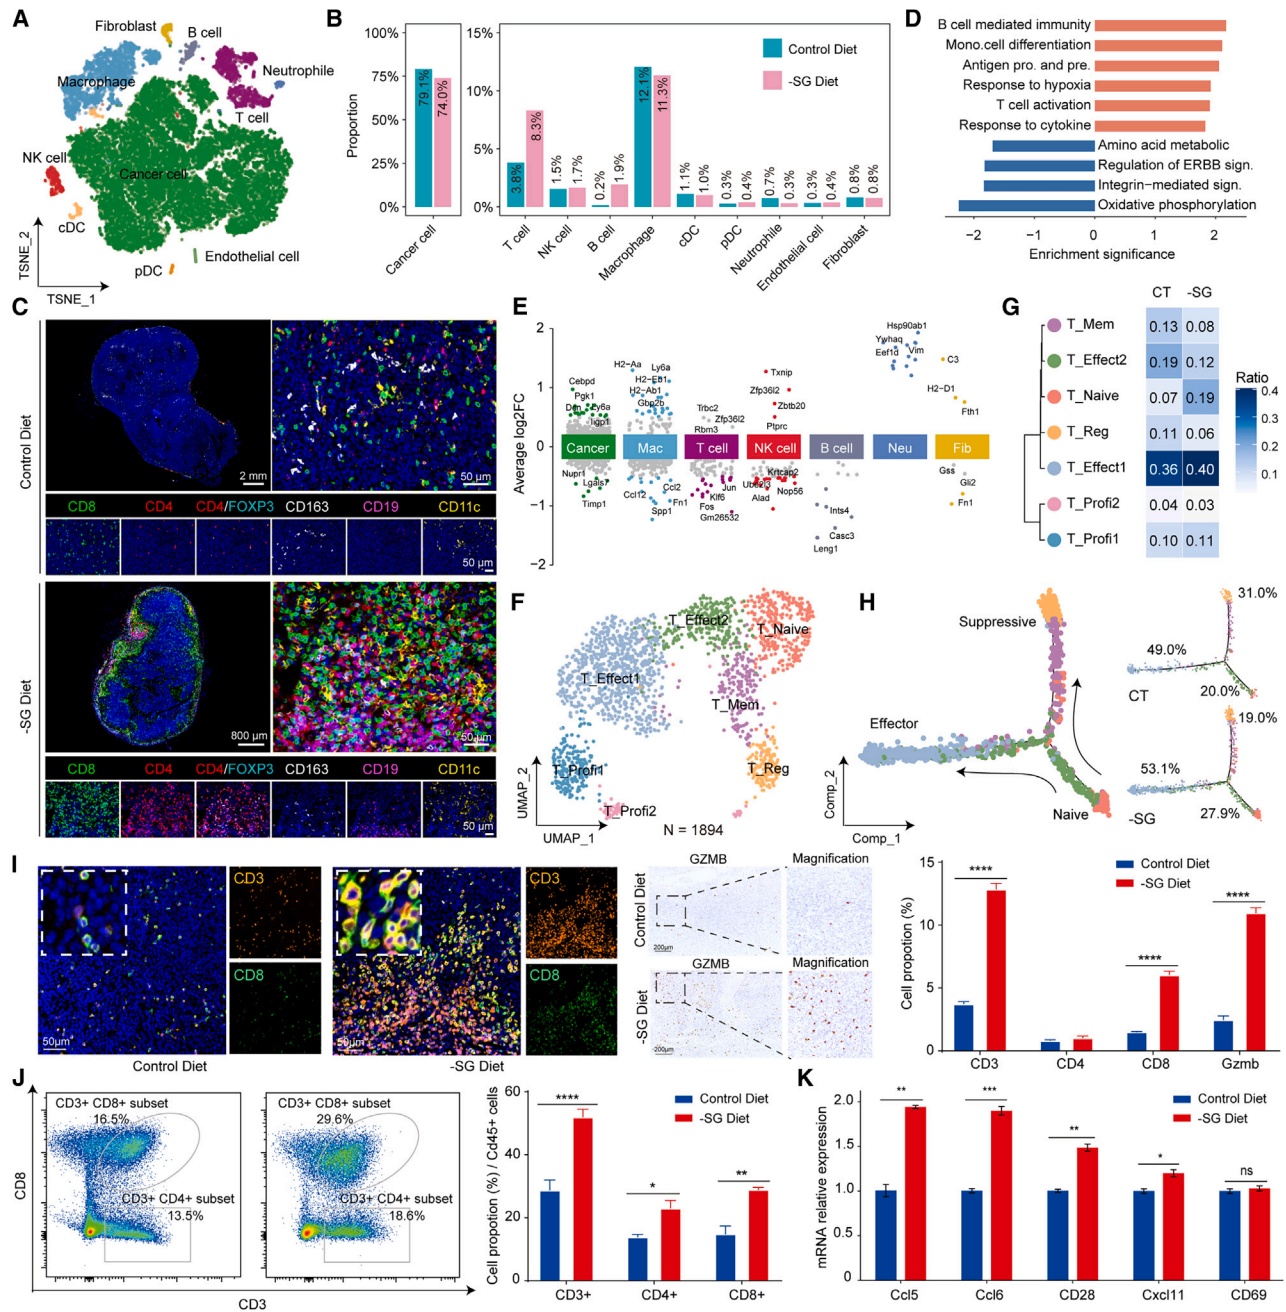 A
Fibroblast
B cell
Neutrophile
Macrophage
T cell
Cancer cell
NK cell
cDC
Endothelial cell
pDC
TSNE_2
TSNE_1
B
100%
75%
50%
25%
0%
Proportion
79.1%
74.0%
Cancer cell
15%
10%
5%
0%
Control Diet
-SG Diet
3.8%
8.3%
1.5%
1.7%
0.2%
1.9%
12.1%
11.3%
1.1%
1.0%
0.3%
0.4%
0.7%
0.3%
0.3%
0.4%
0.8%
0.8%
T cell
NK cell
B cell
Macrophage
cDC
pDC
Neutrophile
Endothelial cell
Fibroblast
D
B cell mediated immunity
Mono.cell differentiation
Antigen pro. and pre.
Response to hypoxia
T cell activation
Response to cytokine
Amino acid metabolic
Regulation of ERBB sign.
Integrin-mediated sign.
Oxidative phosphorylation
−2 −1 0 1 2
Enrichment significance
C
Control Diet
2 mm
50 µm
CD8 CD4 CD4/FOXP3 CD163 CD19 CD11c
50 µm
-SG Diet
800 µm
50 µm
CD8 CD4 CD4/FOXP3 CD163 CD19 CD11c
50 µm
E
2
1
0
−1
−2
Average log2FC
Cebpd
Pgk1
Ly6a
H2-Aa
Ly6a
H2-Eb1
H2-Ab1
Gbp2b
Trbc2
Zfp36l2
Rbm3
Txnip
Zfp36l2
Zbtb20
Ptprc
Hsp90ab1
Ywhaq
Eef1d
Vim
C3
H2-D1
Fth1
Cancer Mac T cell NK cell B cell Neu Fib
Nupr1
Lgals7
Timp1
Ccl2
Ccl12
Fn1
Spp1
Jun
Klf6
Fos
Gm26532
Krtcap2
Nop56
Alad
Ints4
Casc3
Leng1
Gss
Gli2
Fn1
G
CT -SG
T_Mem 0.13 0.08
T_Effect2 0.19 0.12
T_Naive 0.07 0.19
T_Reg 0.11 0.06
T_Effect1 0.36 0.40
T_Profi2 0.04 0.03
T_Profi1 0.10 0.11
Ratio
0.4
0.3
0.2
0.1
F
T_Effect2
T_Naive
T_Effect1
T_Mem
T_Profi1
T_Reg
T_Profi2
UMAP_2
UMAP_1
N = 1894
H
Suppressive
Effector
Naive
Comp_2
Comp_1
31.0%
49.0%
CT
20.0%
19.0%
53.1%
-SG
27.9%
I
CD3
CD8
50µm
Control Diet
CD3
CD8
50µm
-SG Diet
GZMB Magnification
Control Diet
200µm
GZMB Magnification
-SG Diet
200µm
15
10
5
0
Cell propotion (%)
Control Diet
-SG Diet
****
****
****
CD3 CD4 CD8 Gzmb
J
CD3+ CD8+ subset
16.5%
CD3+ CD4+ subset
13.5%
CD3+ CD8+ subset
29.6%
CD3+ CD4+ subset
18.6%
CD8
CD3
60
40
20
0
Cell propotion (%) / Cd45+ cells
Control Diet
-SG Diet
****
*
**
CD3+ CD4+ CD8+
K
2.0
1.5
1.0
0.5
0
mRNA relative expression
Control Diet
-SG Diet
**
***
**
*
ns
Ccl5 Ccl6 CD28 Cxcl11 CD69